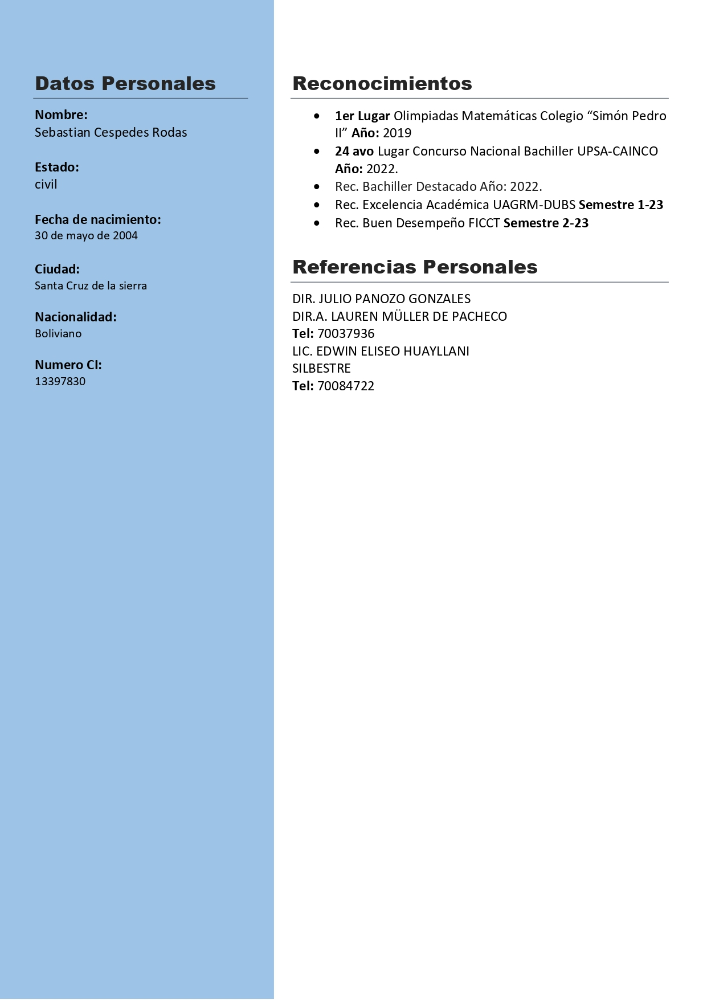 Datos Personales
Nombre:
Sebastian Cespedes Rodas
Estado:
civil
Fecha de nacimiento:
30 de mayo de 2004
Ciudad:
Santa Cruz de la sierra
Nacionalidad:
Boliviano
Numero CI:
13397830
Reconocimientos
• 1er Lugar Olimpiadas Matemáticas Colegio “Simón Pedro
II” Año: 2019
• 24 avo Lugar Concurso Nacional Bachiller UPSA-CAINCO
Año: 2022.
• Rec. Bachiller Destacado Año: 2022.
• Rec. Excelencia Académica UAGRM-DUBS Semestre 1-23
• Rec. Buen Desempeño FICCT Semestre 2-23
Referencias Personales
DIR. JULIO PANOZO GONZALES
DIR.A. LAUREN MÜLLER DE PACHECO
Tel: 70037936
LIC. EDWIN ELISEO HUAYLLANI
SILBESTRE
Tel: 70084722